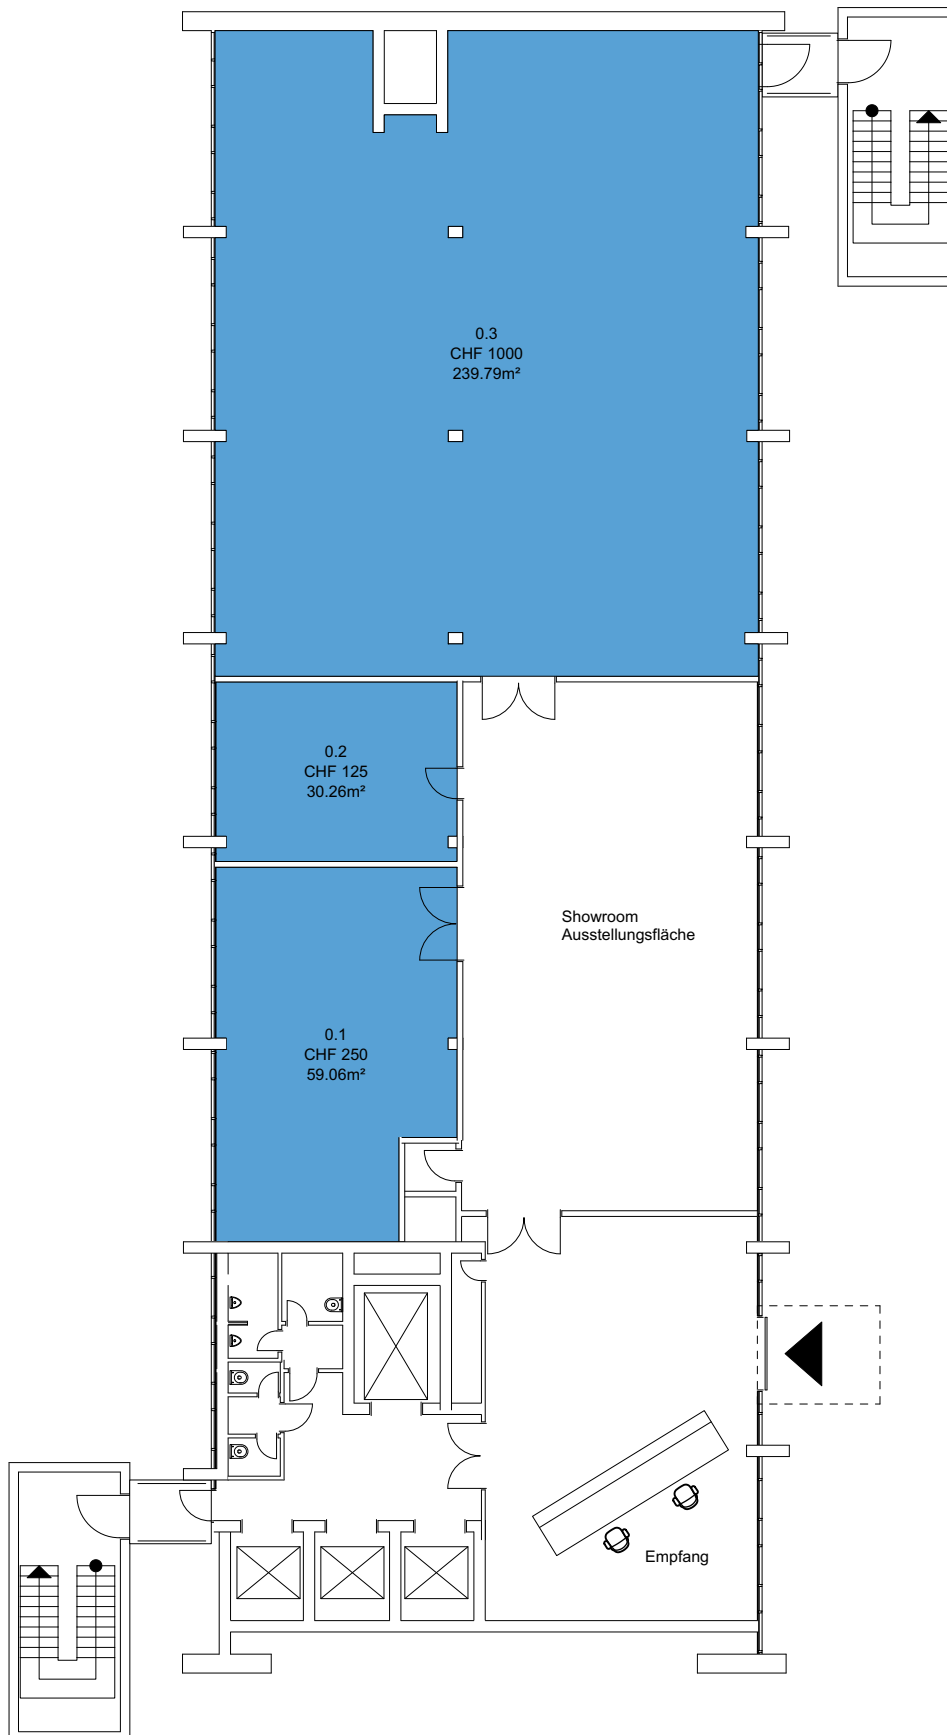 0.3
CHF 1000
239.79m²
0.2
CHF 125
30.26m²
Showroom
Ausstellungsfläche
0.1
CHF 250
59.06m²
Empfang